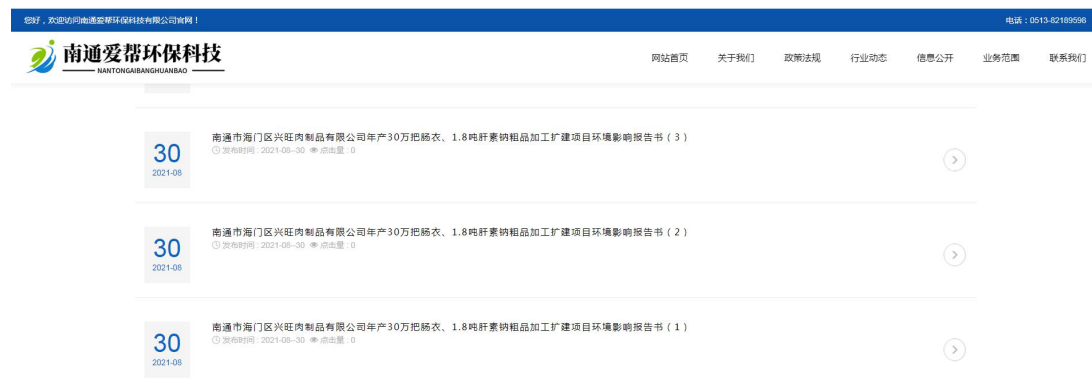 您好，欢迎访问南通爱帮环保科技有限公司官网！
电话：0513-82189598
南通爱帮环保科技
NANTONGAIBANGHUANBAO
网站首页 关于我们 政策法规 行业动态 信息公开 业务范围 联系我们
30
2021-08
南通市海门区兴旺肉制品有限公司年产30万把肠衣、1.8吨肝素钠粗品加工扩建项目环境影响报告书（3）
发布时间 : 2021-08--30 点击量 : 0
30
2021-08
南通市海门区兴旺肉制品有限公司年产30万把肠衣、1.8吨肝素钠粗品加工扩建项目环境影响报告书（2）
发布时间 : 2021-08--30 点击量 : 0
30
2021-08
南通市海门区兴旺肉制品有限公司年产30万把肠衣、1.8吨肝素钠粗品加工扩建项目环境影响报告书（1）
发布时间 : 2021-08--30 点击量 : 0